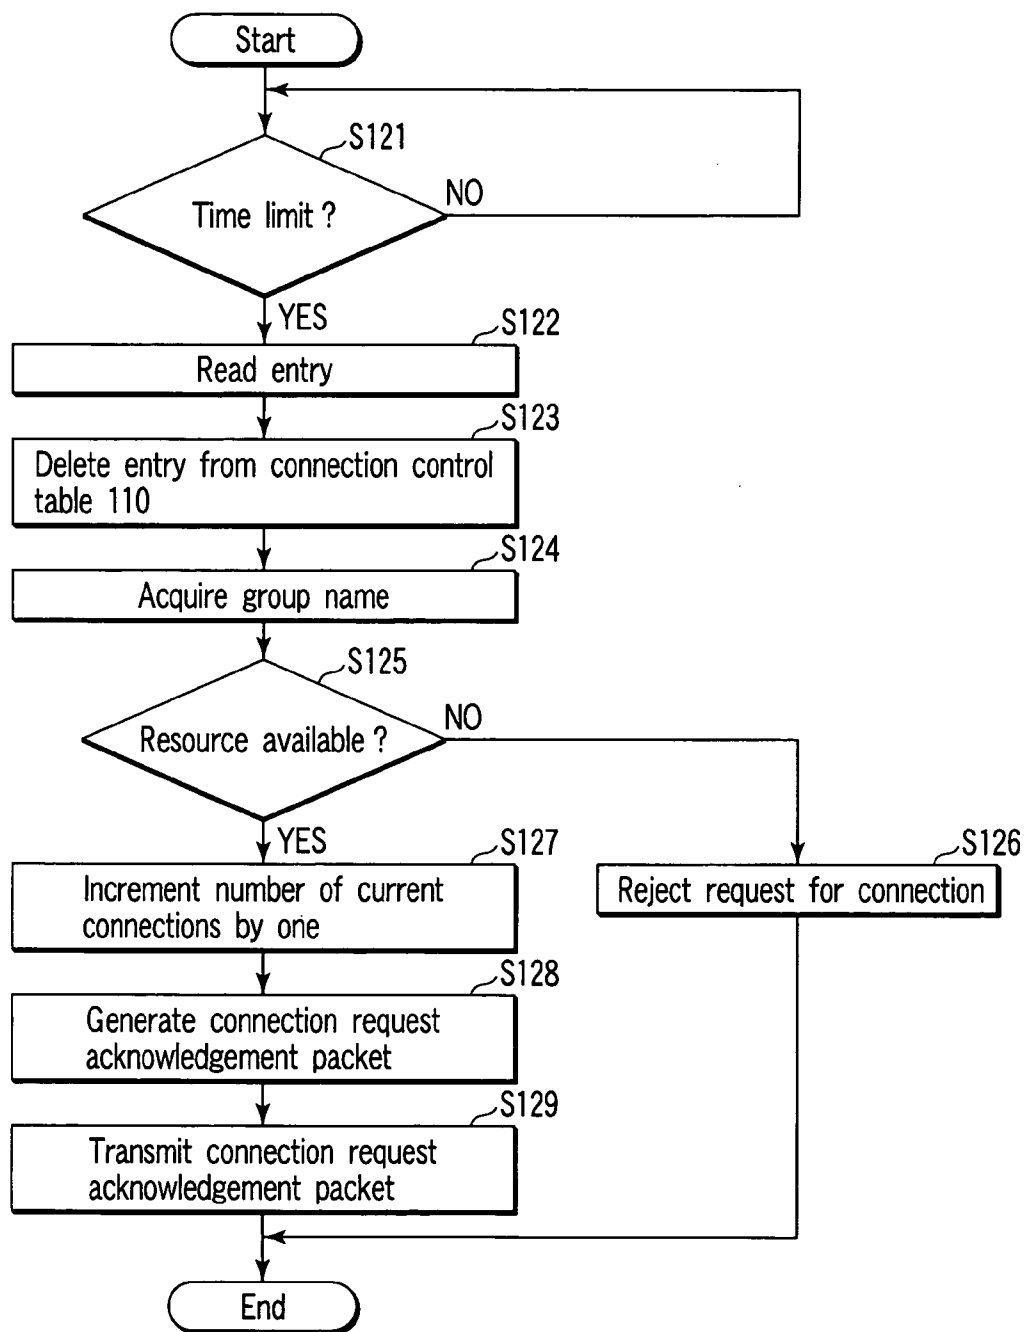 Start
S121
Time limit?
NO
YES
S122
Read entry
S123
Delete entry from connection control
table 110
S124
Acquire group name
S125
Resource available?
NO
YES
S127
Increment number of current
connections by one
S126
Reject request for connection
S128
Generate connection request
acknowledgement packet
S129
Transmit connection request
acknowledgement packet
End